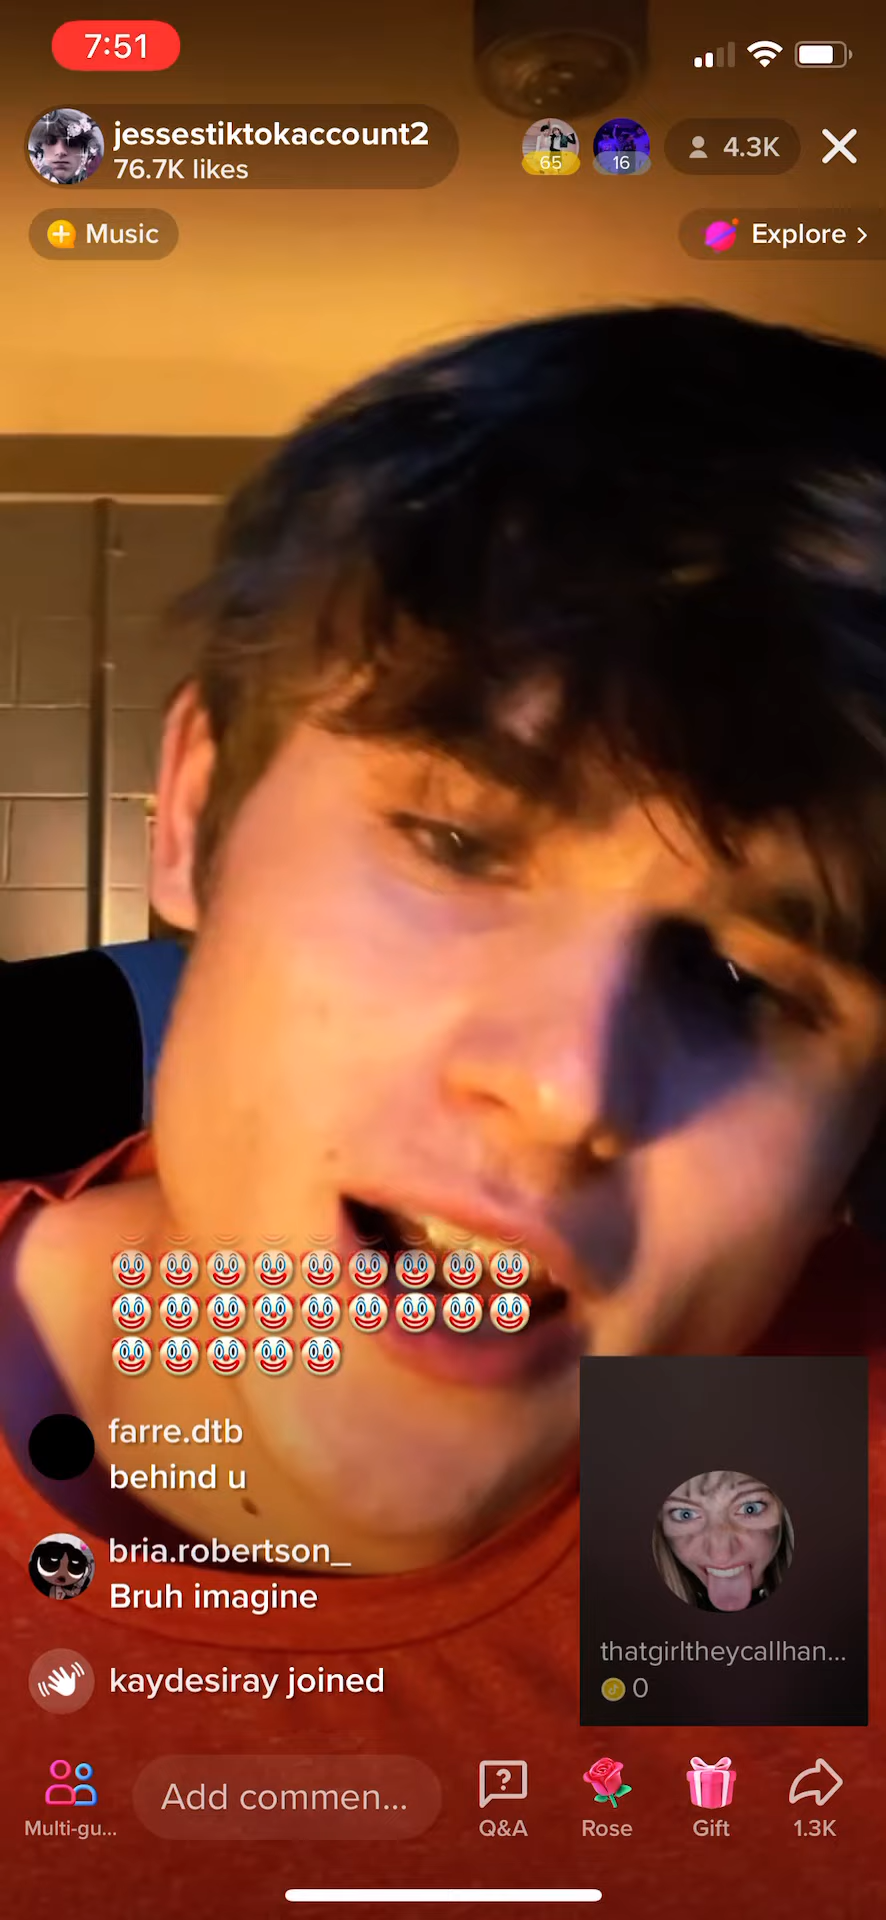 7:51
jessestiktokaccount2
76.7K likes
65
16
4.3K
Music
Explore
🤡🤡🤡🤡🤡🤡🤡🤡🤡
🤡🤡🤡🤡🤡🤡🤡🤡🤡
🤡🤡🤡🤡🤡
farre.dtb
behind u
bria.robertson_
Bruh imagine
kaydesiray joined
thatgirltheycallhan...
0
Add commen...
Multi-gu...
Q&A
Rose
Gift
1.3K